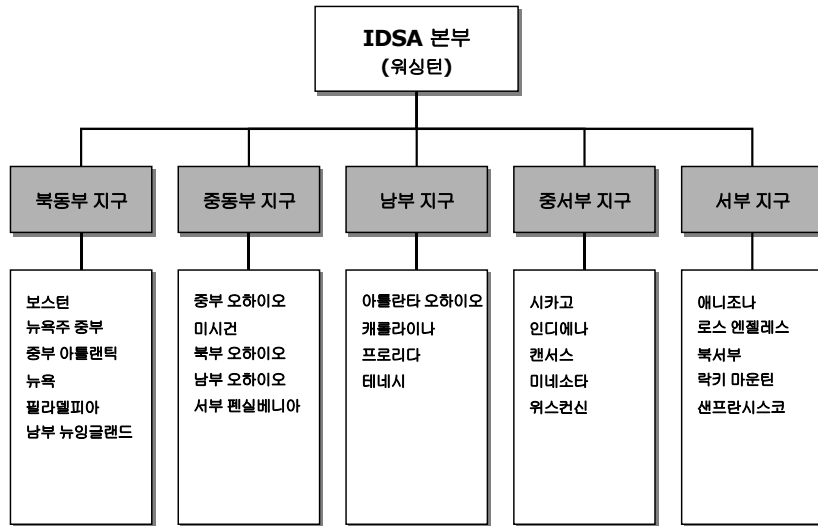 IDSA 본부
(워싱턴)
북동부 지구
중동부 지구
남부 지구
중서부 지구
서부 지구
보스턴
뉴욕주 중부
중부 아틀랜틱
뉴욕
필라델피아
남부 뉴잉글랜드
중부 오하이오
미시건
북부 오하이오
남부 오하이오
서부 펜실베니아
아틀란타 오하이오
캐롤라이나
프로리다
테네시
시카고
인디에나
캔서스
미네소타
위스컨신
애니조나
로스 엔젤레스
북서부
락키 마운틴
샌프란시스코